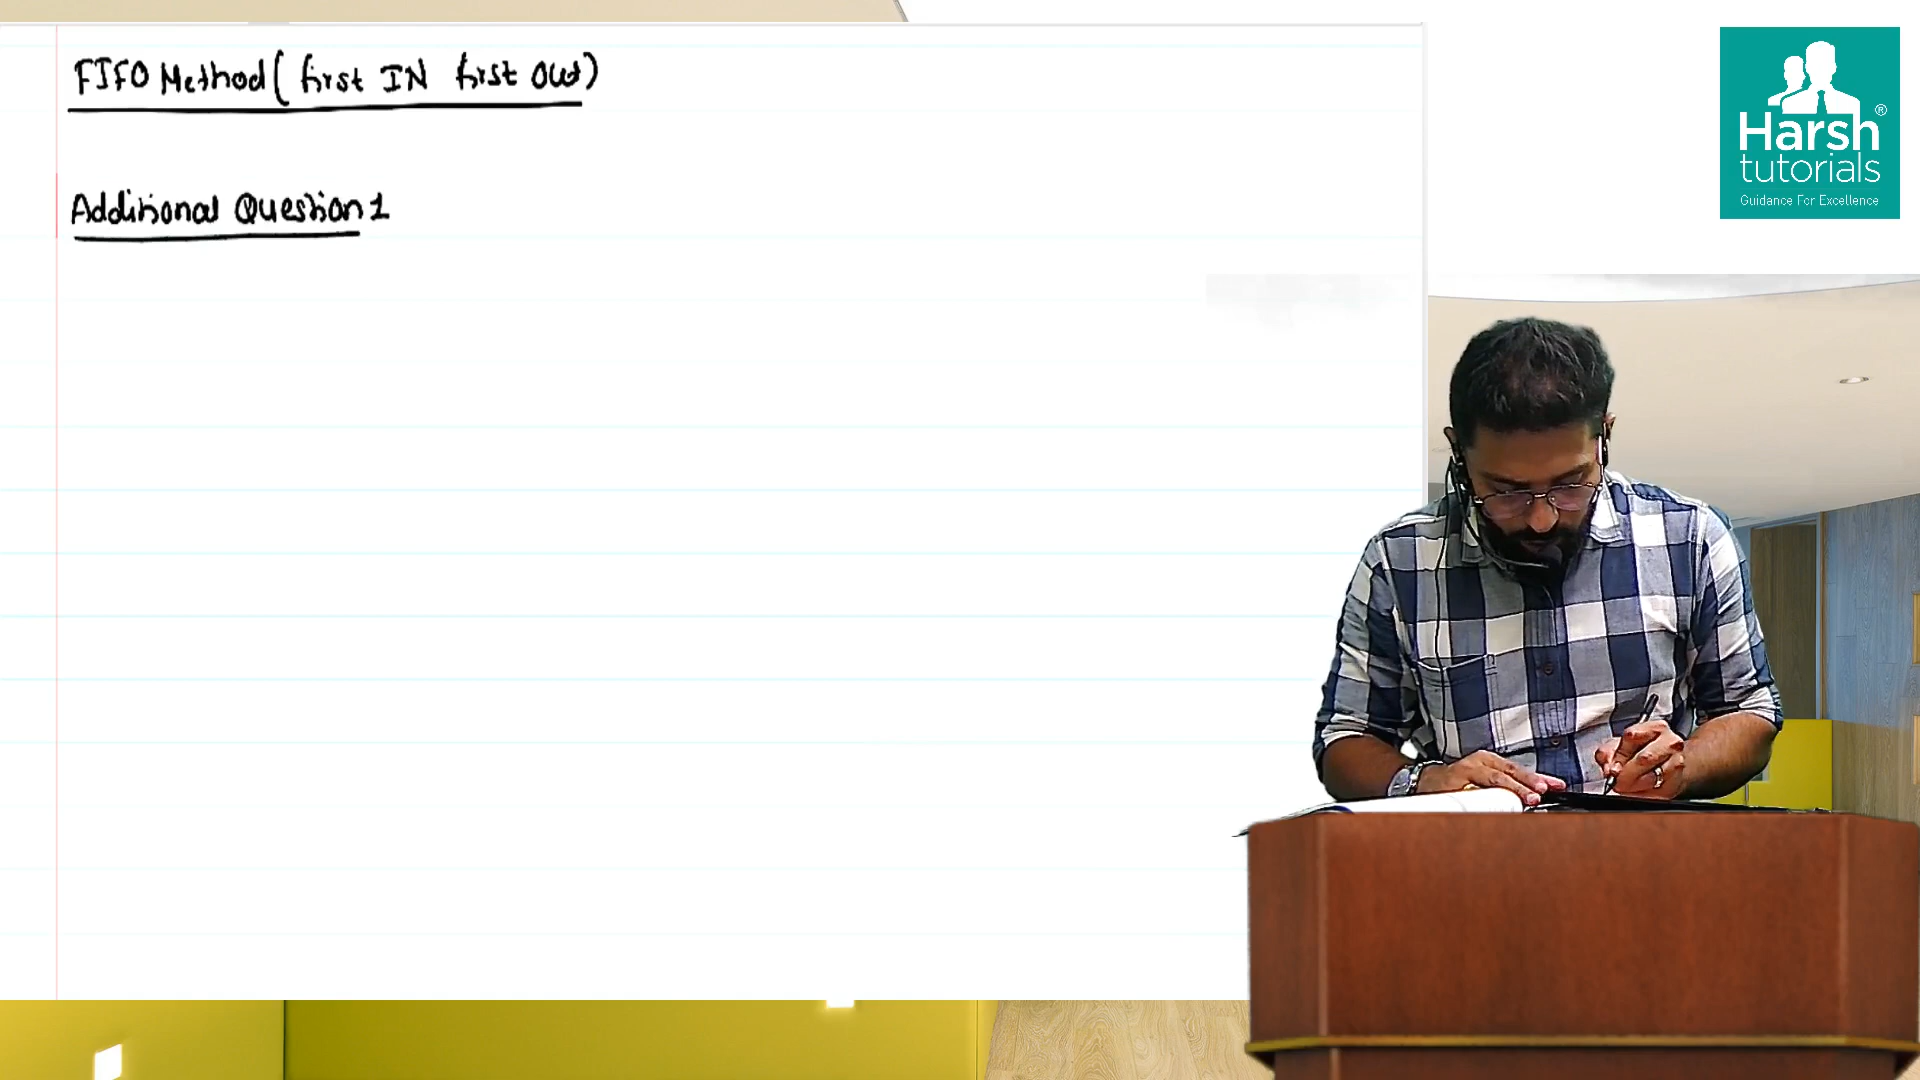 FIFO Method ( first IN first out)
Additional Question 1
Harsh®
tutorials
Guidance For Excellence